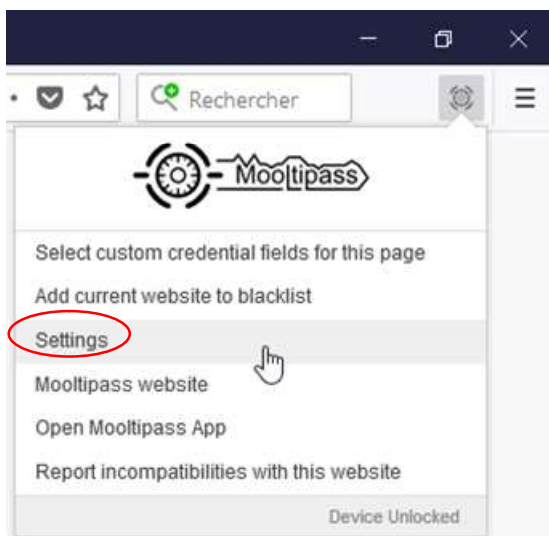 Rechercher
Mooltipass
Select custom credential fields for this page
Add current website to blacklist
Settings
Mooltipass website
Open Mooltipass App
Report incompatibilities with this website
Device Unlocked